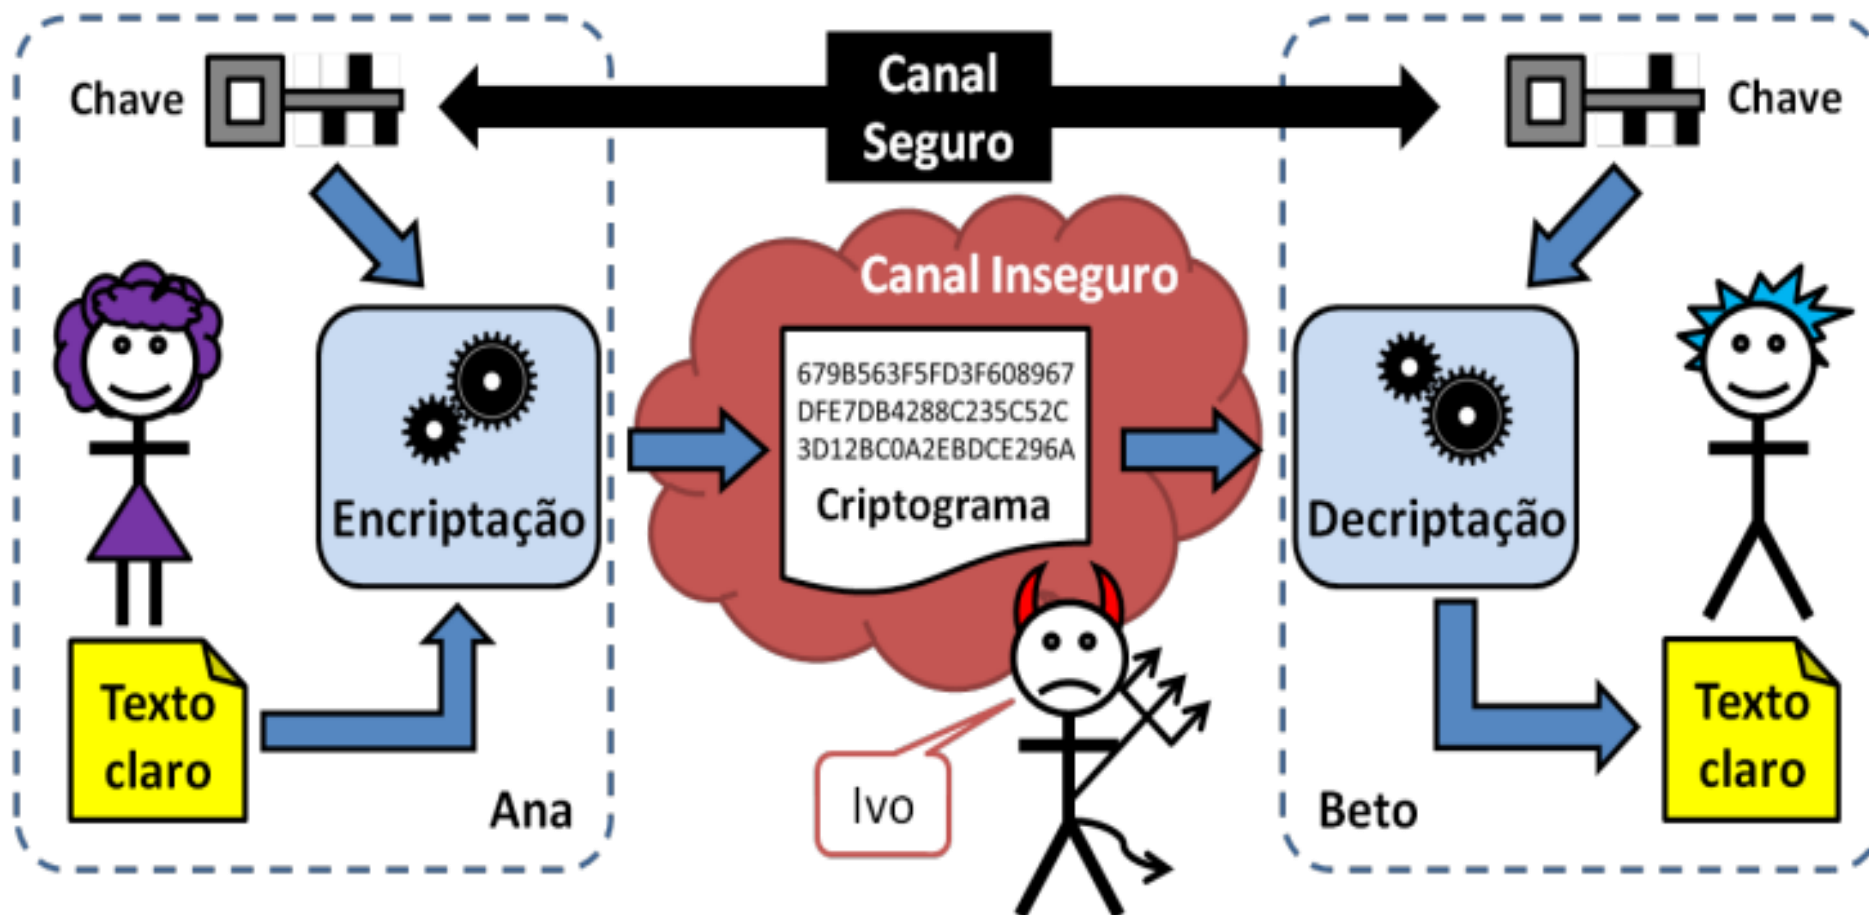 Chave
Canal
Seguro
Chave
Canal Inseguro
679B563F5FD3F608967
DFE7DB4288C235C52C
3D12BC0A2EBDCE296A
Criptograma
Encriptação
Decriptação
Texto
claro
Ana
Ivo
Beto
Texto
claro